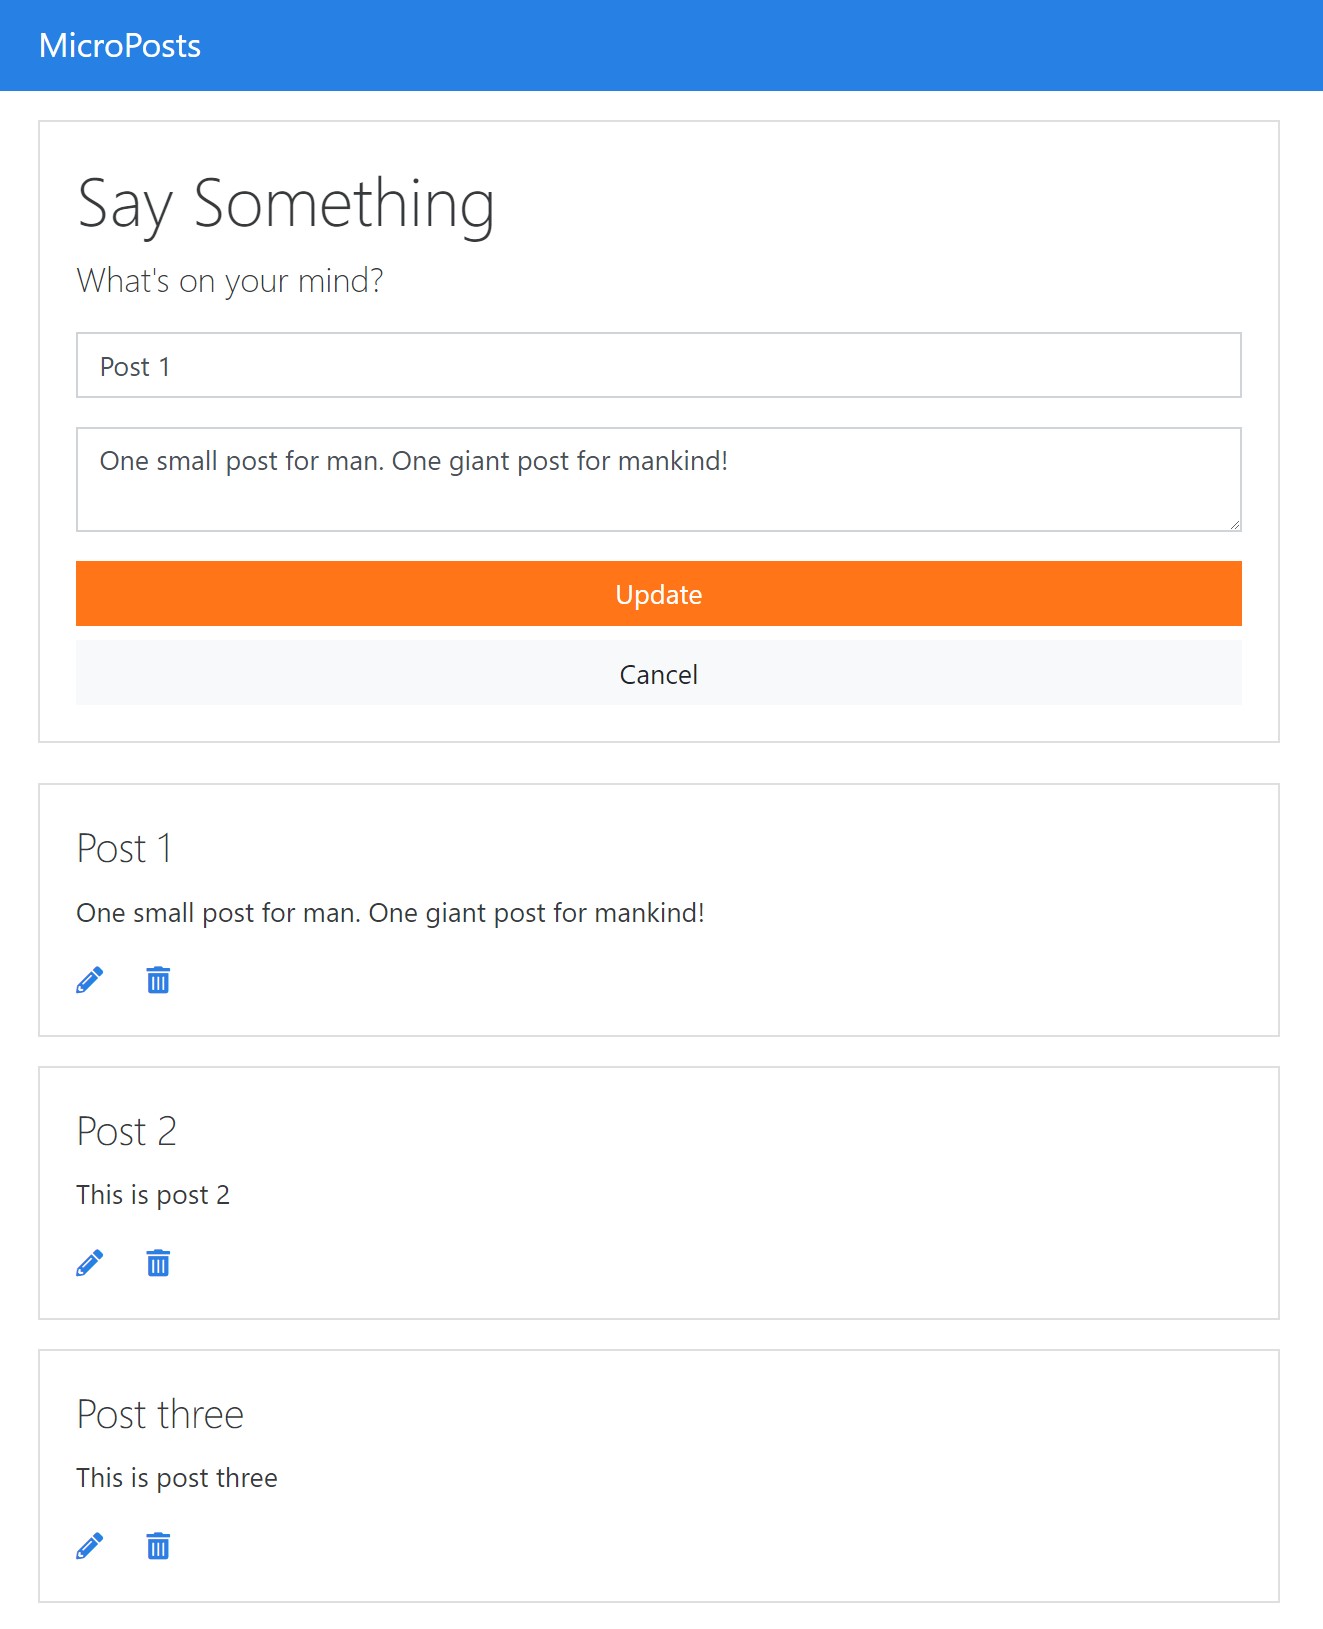 MicroPosts
Say Something
What's on your mind?
Post 1
One small post for man. One giant post for mankind!
Update
Cancel
Post 1
One small post for man. One giant post for mankind!
Post 2
This is post 2
Post three
This is post three